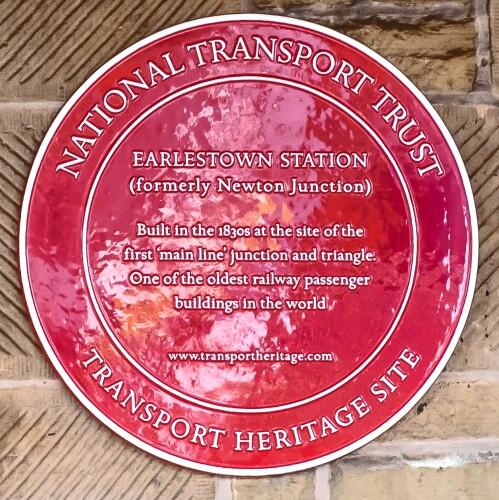 NATIONAL TRANSPORT TRUST
EARLESTOWN STATION
(formerly Newton Junction)
Built in the 1830s at the site of the
first 'main line' junction and triangle.
One of the oldest railway passenger
buildings in the world
www.transportheritage.com
TRANSPORT HERITAGE SITE